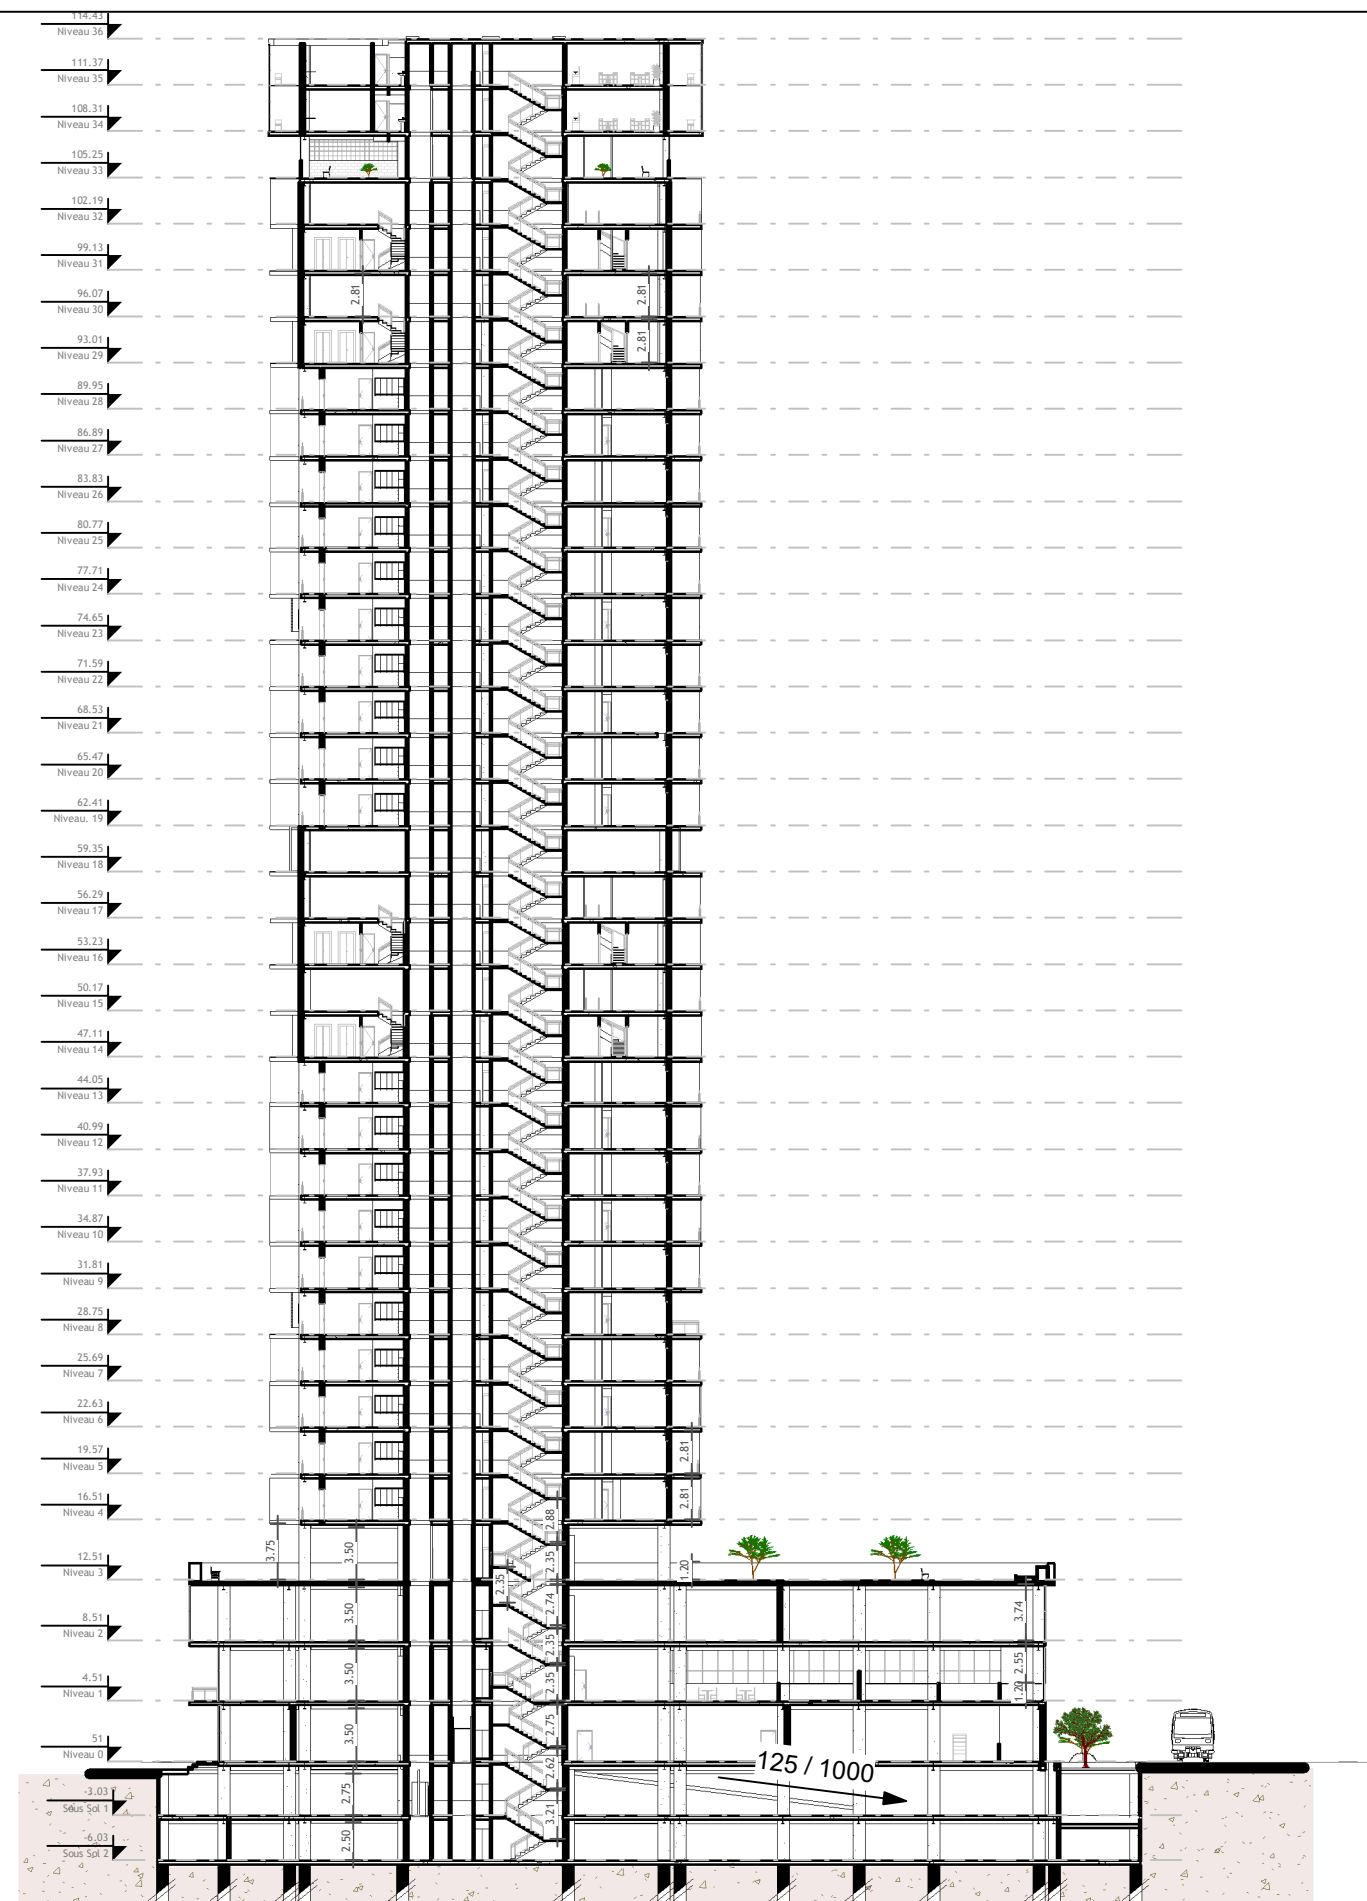 114.43
Niveau 36
111.37
Niveau 35
108.31
Niveau 34
105.25
Niveau 33
102.19
Niveau 32
99.13
Niveau 31
96.07
Niveau 30
2.81
2.81
93.01
Niveau 29
2.81
89.95
Niveau 28
86.89
Niveau 27
83.83
Niveau 26
80.77
Niveau 25
77.71
Niveau 24
74.65
Niveau 23
71.59
Niveau 22
68.53
Niveau 21
65.47
Niveau 20
62.41
Niveau. 19
59.35
Niveau 18
56.29
Niveau 17
53.23
Niveau 16
50.17
Niveau 15
47.11
Niveau 14
44.05
Niveau 13
40.99
Niveau 12
37.93
Niveau 11
34.87
Niveau 10
31.81
Niveau 9
28.75
Niveau 8
25.69
Niveau 7
22.63
Niveau 6
19.57
Niveau 5
2.81
16.51
Niveau 4
2.81
2.88
3.75
3.50
2.35
1.20
12.51
Niveau 3
2.35
2.74
3.50
3.74
8.51
Niveau 2
2.35
3.50
2.35
2.55
1.20
4.51
Niveau 1
3.50
2.75
51
Niveau 0
2.62
125 / 1000
2.75
-3.03
Sous Sol 1
3.21
2.50
-6.03
Sous Sol 2